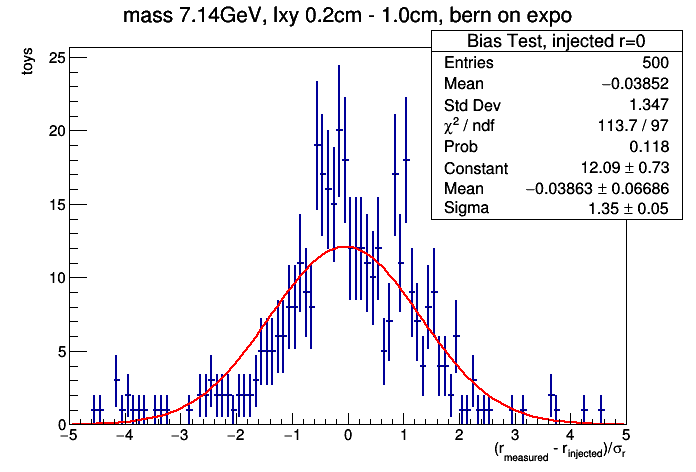 mass 7.14GeV, lxy 0.2cm - 1.0cm, bern on expo
Bias Test, injected r=0
Entries 500
Mean −0.03852
Std Dev 1.347
χ² / ndf 113.7 / 97
Prob 0.118
Constant 12.09 ± 0.73
Mean −0.03863 ± 0.06686
Sigma 1.35 ± 0.05
toys
25
20
15
10
5
0
−5 −4 −3 −2 −1 0 1 2 3 4 5
(r_measured - r_injected)/σ_r